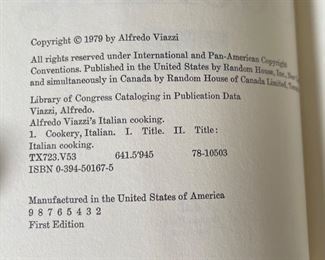 Copyright © 1979 by Alfredo Viazzi
All rights reserved under International and Pan-American Copyright
Conventions. Published in the United States by Random House, Inc., New
and simultaneously in Canada by Random House of Canada Limited,
Library of Congress Cataloging in Publication Data
Viazzi, Alfredo.
Alfredo Viazzi's Italian cooking.
1. Cookery, Italian. I. Title. II. Title:
Italian cooking.
TX723.V53 641.5'945 78-10503
ISBN 0-394-50167-5
Manufactured in the United States of America
9 8 7 6 5 4 3 2
First Edition